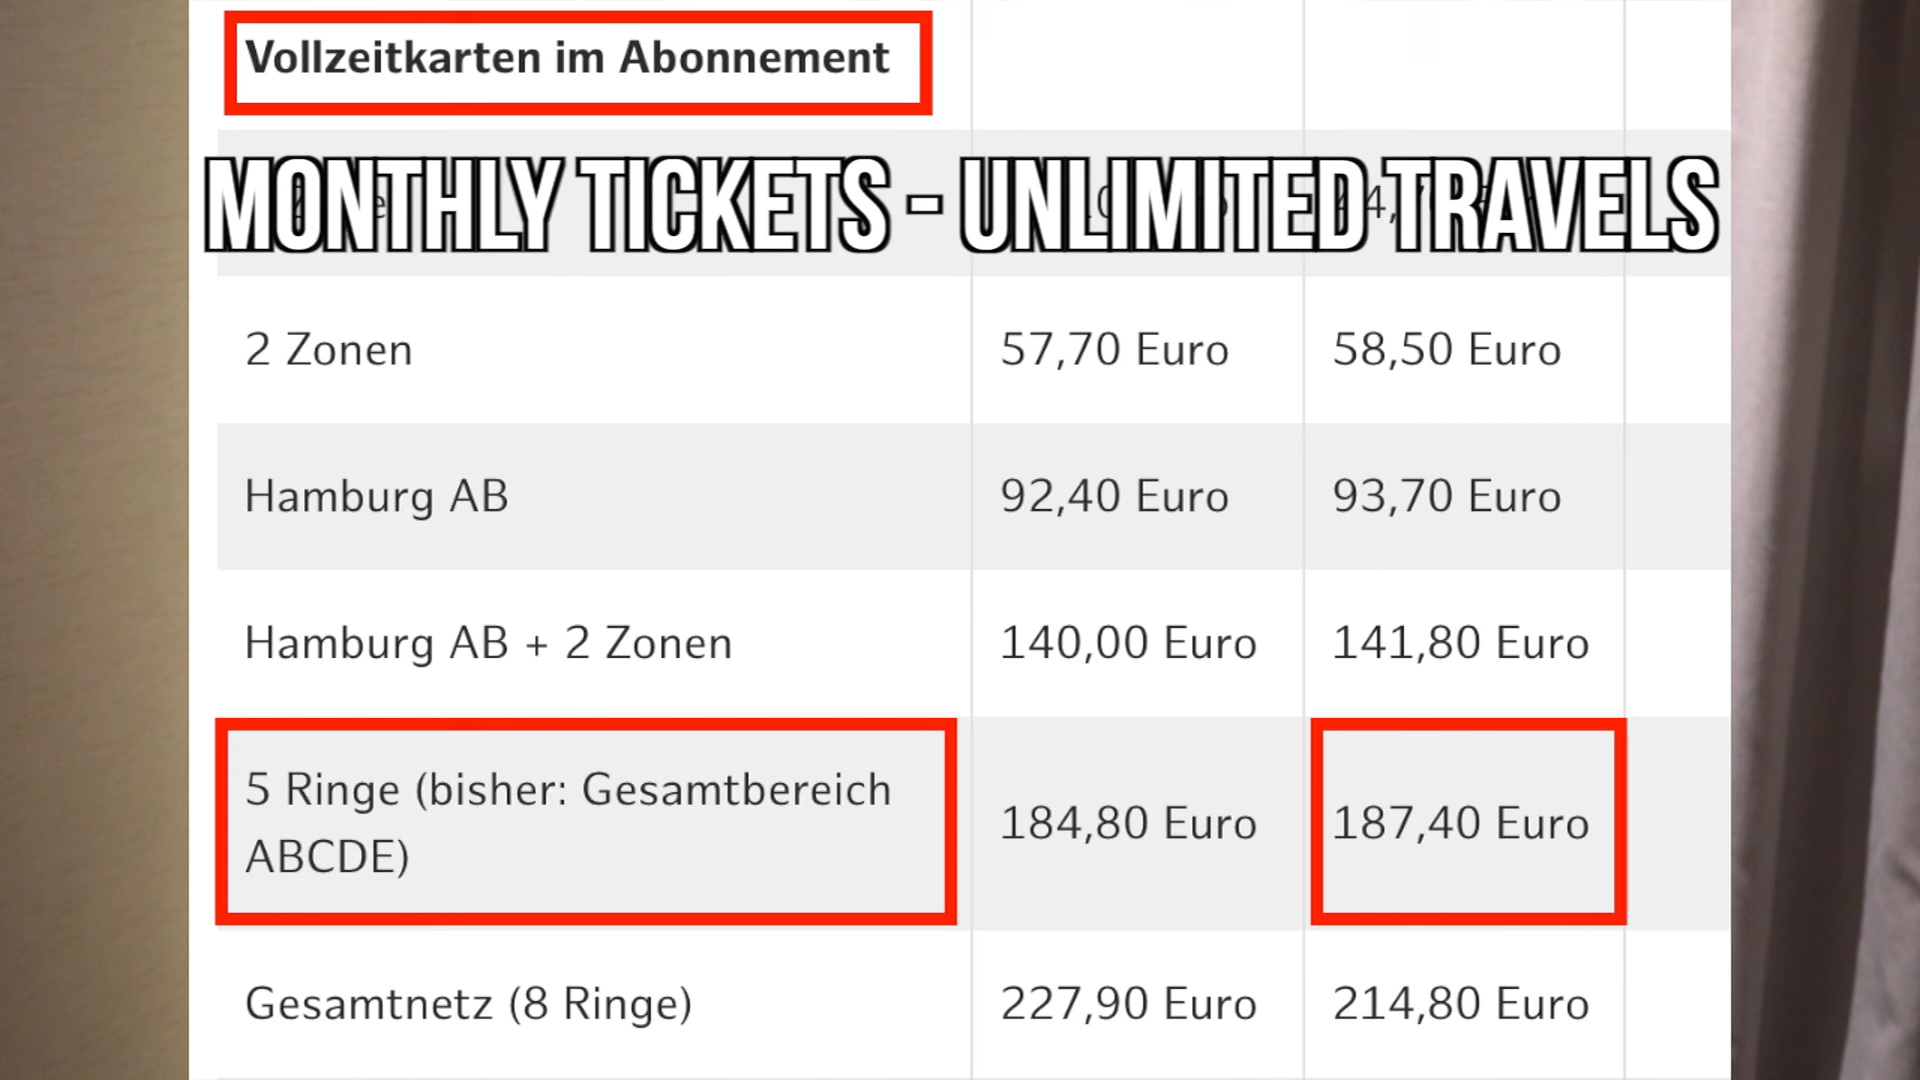 Vollzeitkarten im Abonnement
MONTHLY TICKETS - UNLIMITED TRAVELS
2 Zonen 57,70 Euro 58,50 Euro
Hamburg AB 92,40 Euro 93,70 Euro
Hamburg AB + 2 Zonen 140,00 Euro 141,80 Euro
5 Ringe (bisher: Gesamtbereich
ABCDE) 184,80 Euro 187,40 Euro
Gesamtnetz (8 Ringe) 227,90 Euro 214,80 Euro